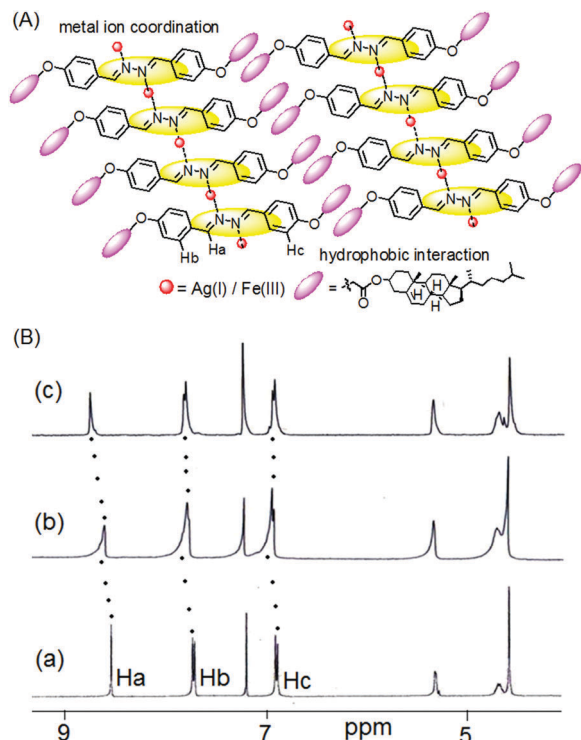 (A)
metal ion coordination
O N N O O N N O
O N N O O N N O
O N N O O N N O
O N N O O N N O
Hb Ha Hc
hydrophobic interaction
= Ag(I) / Fe(III) = O O H H H
(B)
(c)
(b)
(a)
Ha Hb Hc
9 7 ppm 5